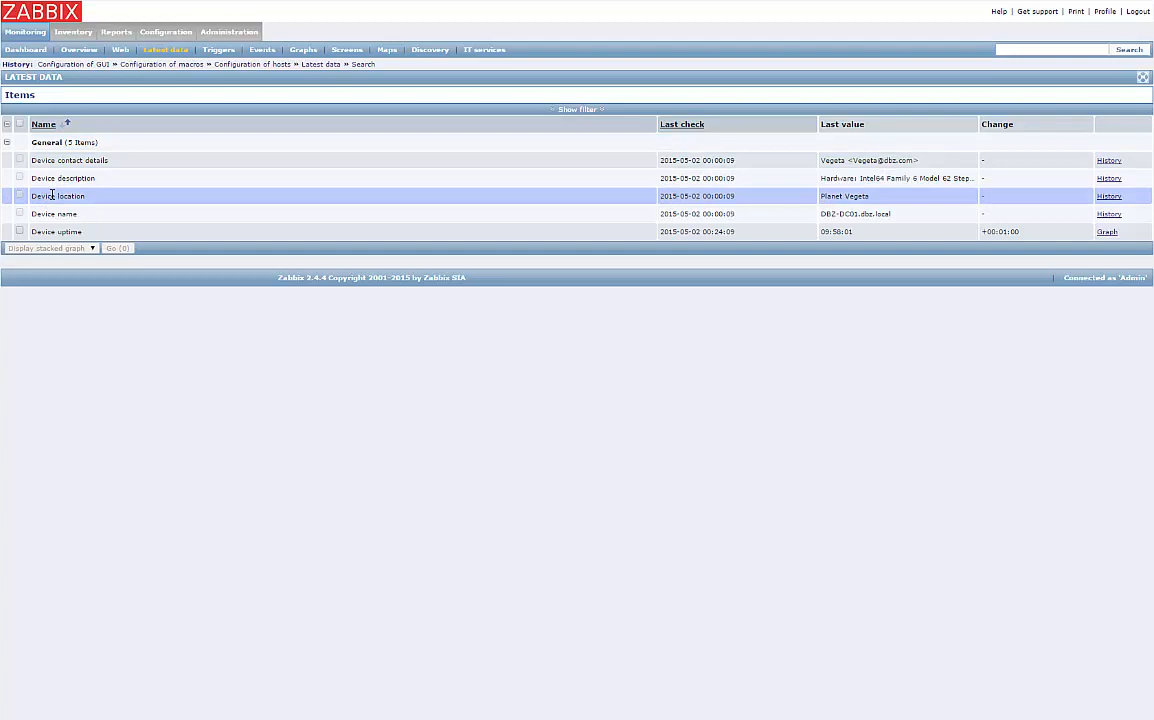 ZABBIX
Help | Get support | Print | Profile | Logout
Monitoring Inventory Reports Configuration Administration
Dashboard Overview Web Latest data Triggers Events Graphs Screens Maps Discovery IT services Search
History: Configuration of GUI » Configuration of macros » Configuration of hosts » Latest data » Search
LATEST DATA
Items
Show filter
Name Last check Last value Change
General (5 Items)
Device contact details 2015-05-02 00:00:09 Vegeta <Vegeta@dbz.com> - History
Device description 2015-05-02 00:00:09 Hardware: Intel64 Family 6 Model 62 Step... - History
Device location 2015-05-02 00:00:09 Planet Vegeta - History
Device name 2015-05-02 00:00:09 DBZ-DC01.dbz.local - History
Device uptime 2015-05-02 00:24:09 09:58:01 +00:01:00 Graph
Display stacked graph Go (0)
Zabbix 2.4.4 Copyright 2001-2015 by Zabbix SIA | Connected as 'Admin'